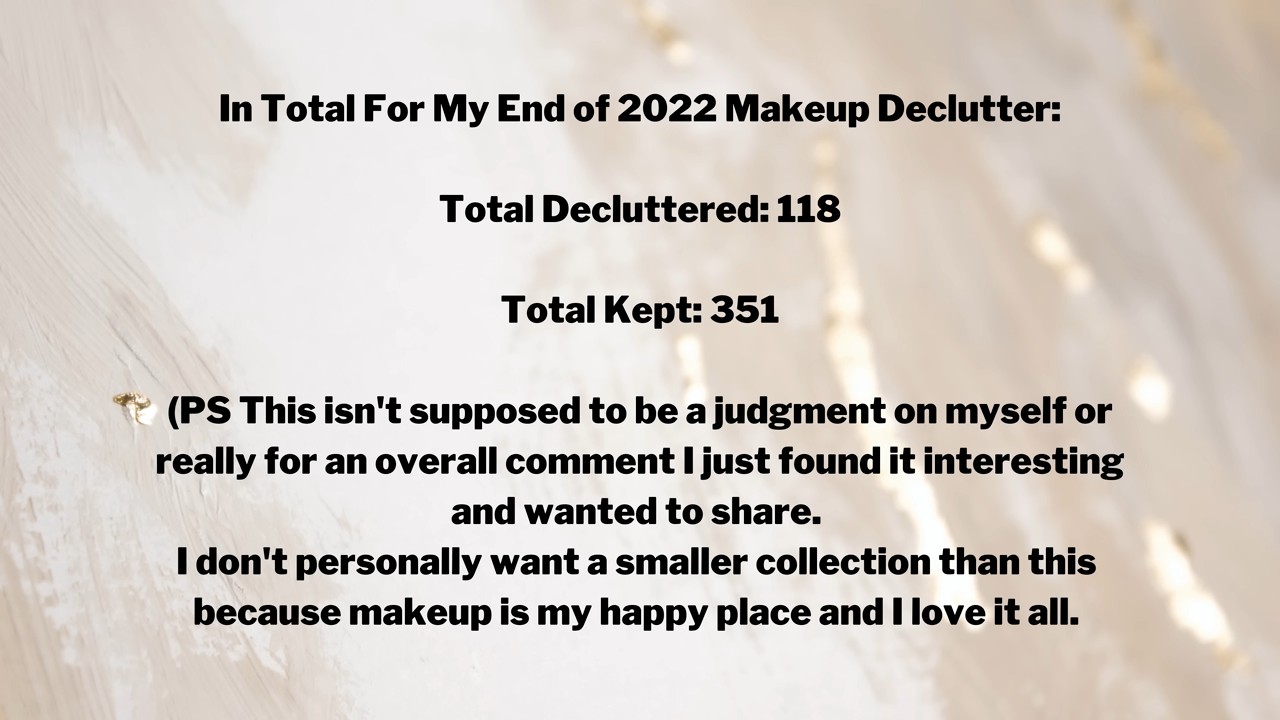 In Total For My End of 2022 Makeup Declutter:
Total Decluttered: 118
Total Kept: 351
(PS This isn't supposed to be a judgment on myself or
really for an overall comment I just found it interesting
and wanted to share.
I don't personally want a smaller collection than this
because makeup is my happy place and I love it all.